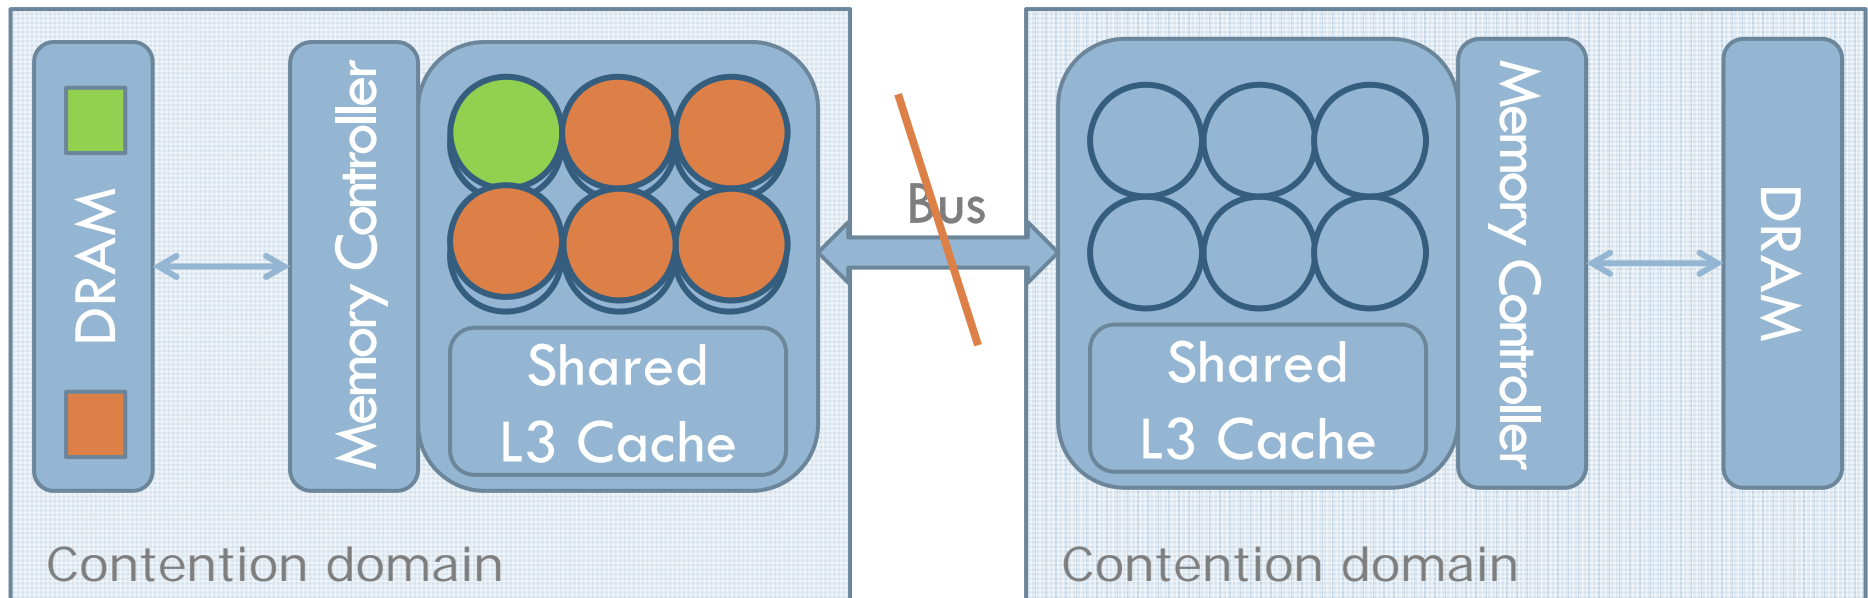 DRAM
Memory Controller
Shared
L3 Cache
Contention domain
Bus
Shared
L3 Cache
Memory Controller
DRAM
Contention domain